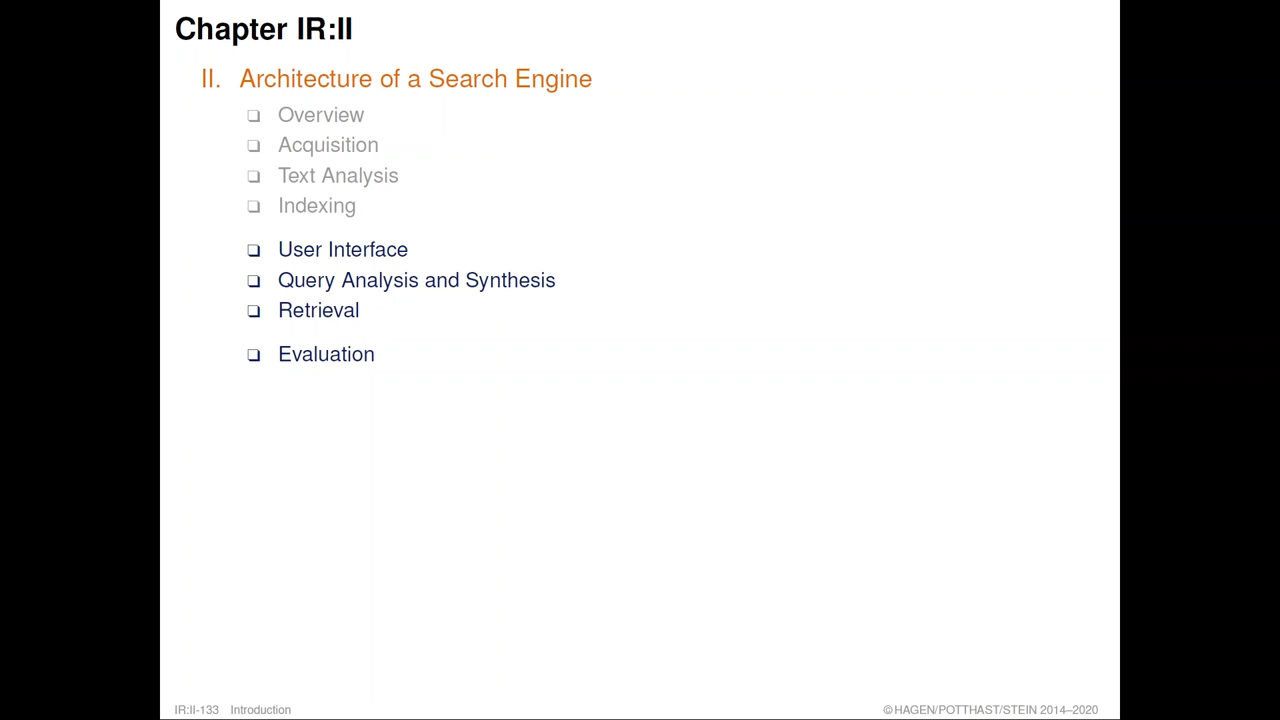 Chapter IR:II
II. Architecture of a Search Engine
❏ Overview
❏ Acquisition
❏ Text Analysis
❏ Indexing
❏ User Interface
❏ Query Analysis and Synthesis
❏ Retrieval
❏ Evaluation
IR:II-133 Introduction
©HAGEN/POTTHAST/STEIN 2014–2020